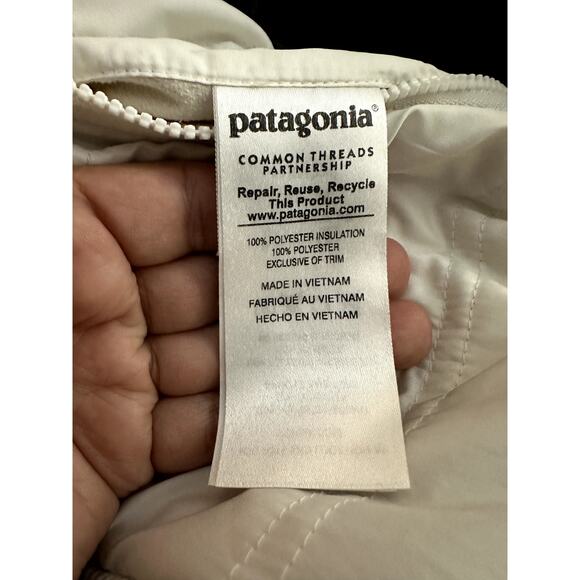 patagonia®
COMMON THREADS
PARTNERSHIP
Repair, Reuse, Recycle
This Product
www.patagonia.com
100% POLYESTER INSULATION
100% POLYESTER
EXCLUSIVE OF TRIM
MADE IN VIETNAM
FABRIQUÉ AU VIETNAM
HECHO EN VIETNAM